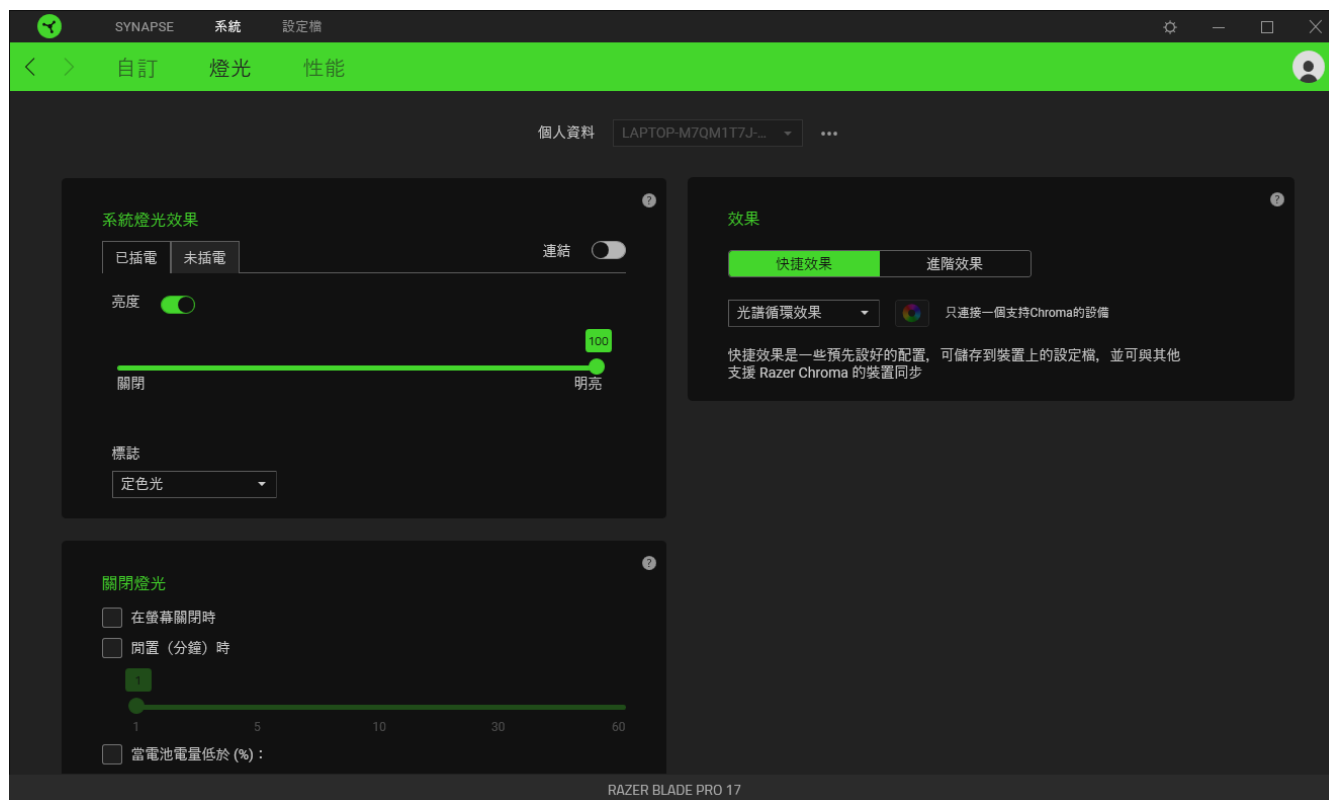 SYNAPSE 系統 設定檔
自訂 燈光 性能
個人資料 LAPTOP-M7QM1T7J-... •••
系統燈光效果
已插電 未插電 連結
亮度
100
關閉 明亮
標誌
定色光
關閉燈光
在螢幕關閉時
閒置（分鐘）時
1
1 5 10 30 60
當電池電量低於 (%)：
效果
快捷效果 進階效果
光譜循環效果 只連接一個支持Chroma的設備
快捷效果是一些預先設好的配置，可儲存到裝置上的設定檔，並可與其他
支援 Razer Chroma 的裝置同步
RAZER BLADE PRO 17